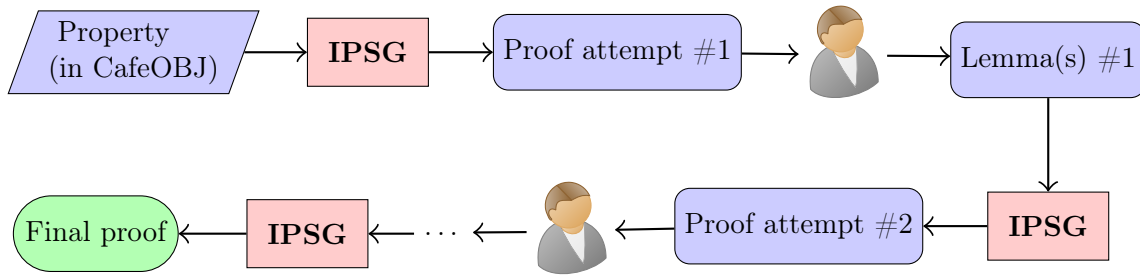 Property
(in CafeOBJ)
IPSG
Proof attempt #1
Lemma(s) #1
IPSG
Proof attempt #2
...
IPSG
Final proof